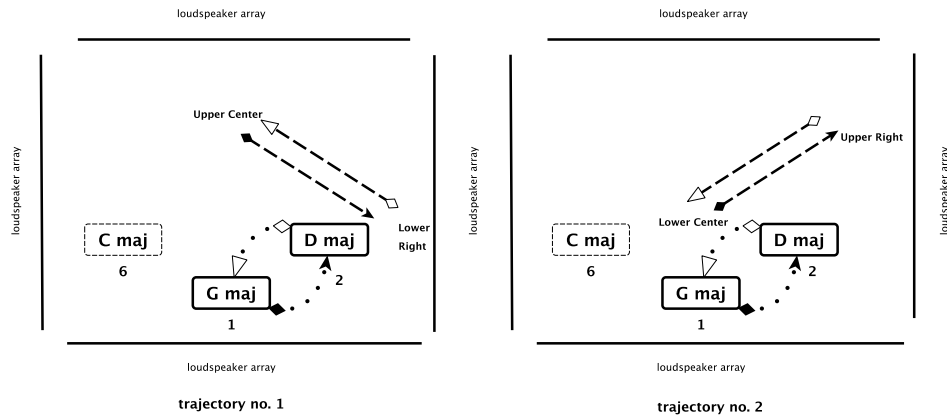 loudspeaker array
loudspeaker array
Upper Center
Lower
Right
C maj
6
D maj
2
G maj
1
loudspeaker array
trajectory no. 1
loudspeaker array
loudspeaker array
Upper Right
Lower Center
C maj
6
D maj
2
G maj
1
loudspeaker array
loudspeaker array
trajectory no. 2